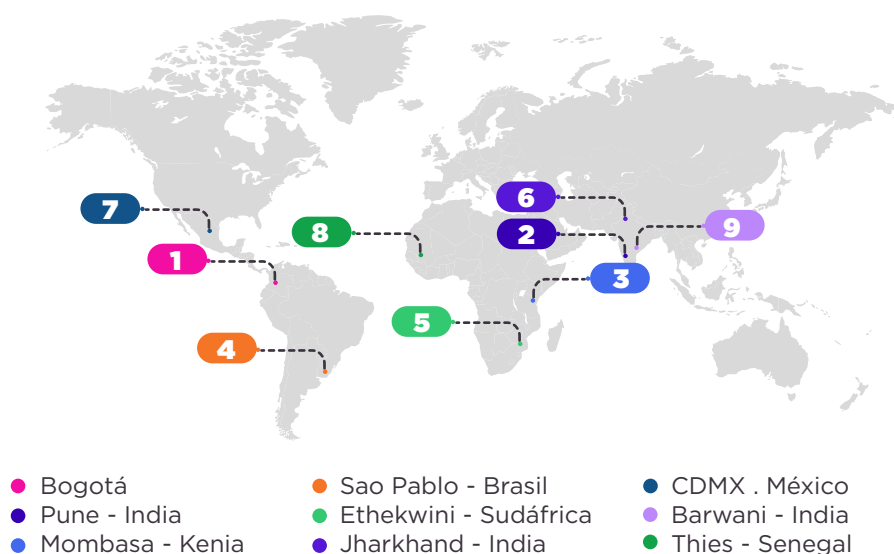 7
6
2
9
8
1
3
5
4
Bogotá
Pune - India
Mombasa - Kenia
Sao Pablo - Brasil
Ethekwini - Sudáfrica
Jharkhand - India
CDMX . México
Barwani - India
Thies - Senegal